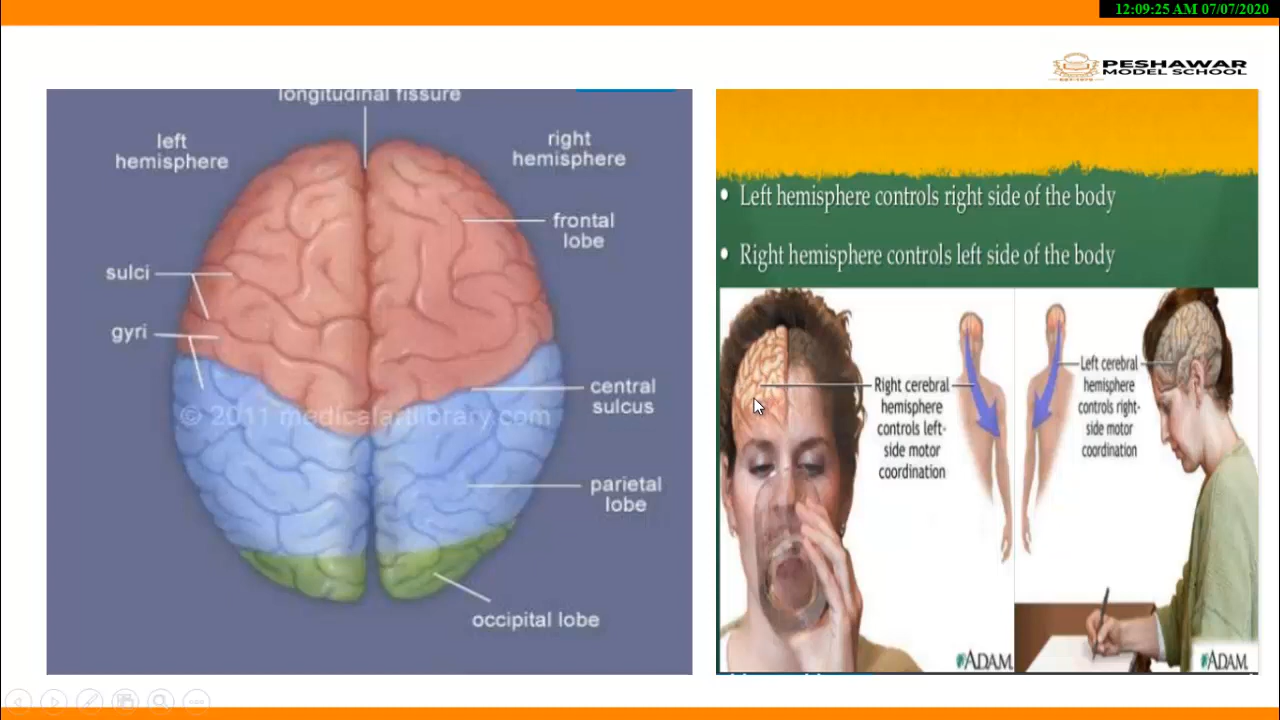 12:09:25 AM 07/07/2020
PESHAWAR
MODEL SCHOOL
longitudinal fissure
left
hemisphere
right
hemisphere
frontal
lobe
sulci
gyri
central
sulcus
© 2011 medicalartlibrary.com
parietal
lobe
occipital lobe
• Left hemisphere controls right side of the body
• Right hemisphere controls left side of the body
Right cerebral
hemisphere
controls left-
side motor
coordination
Left cerebral
hemisphere
controls right-
side motor
coordination
ADAM
ADAM